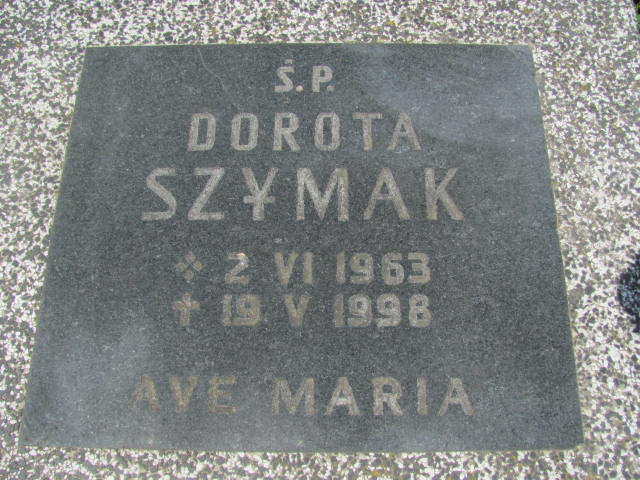 Ś.P.
DOROTA
SZYMAK
* 2 VI 1963
† 19 V 1998
AVE MARIA